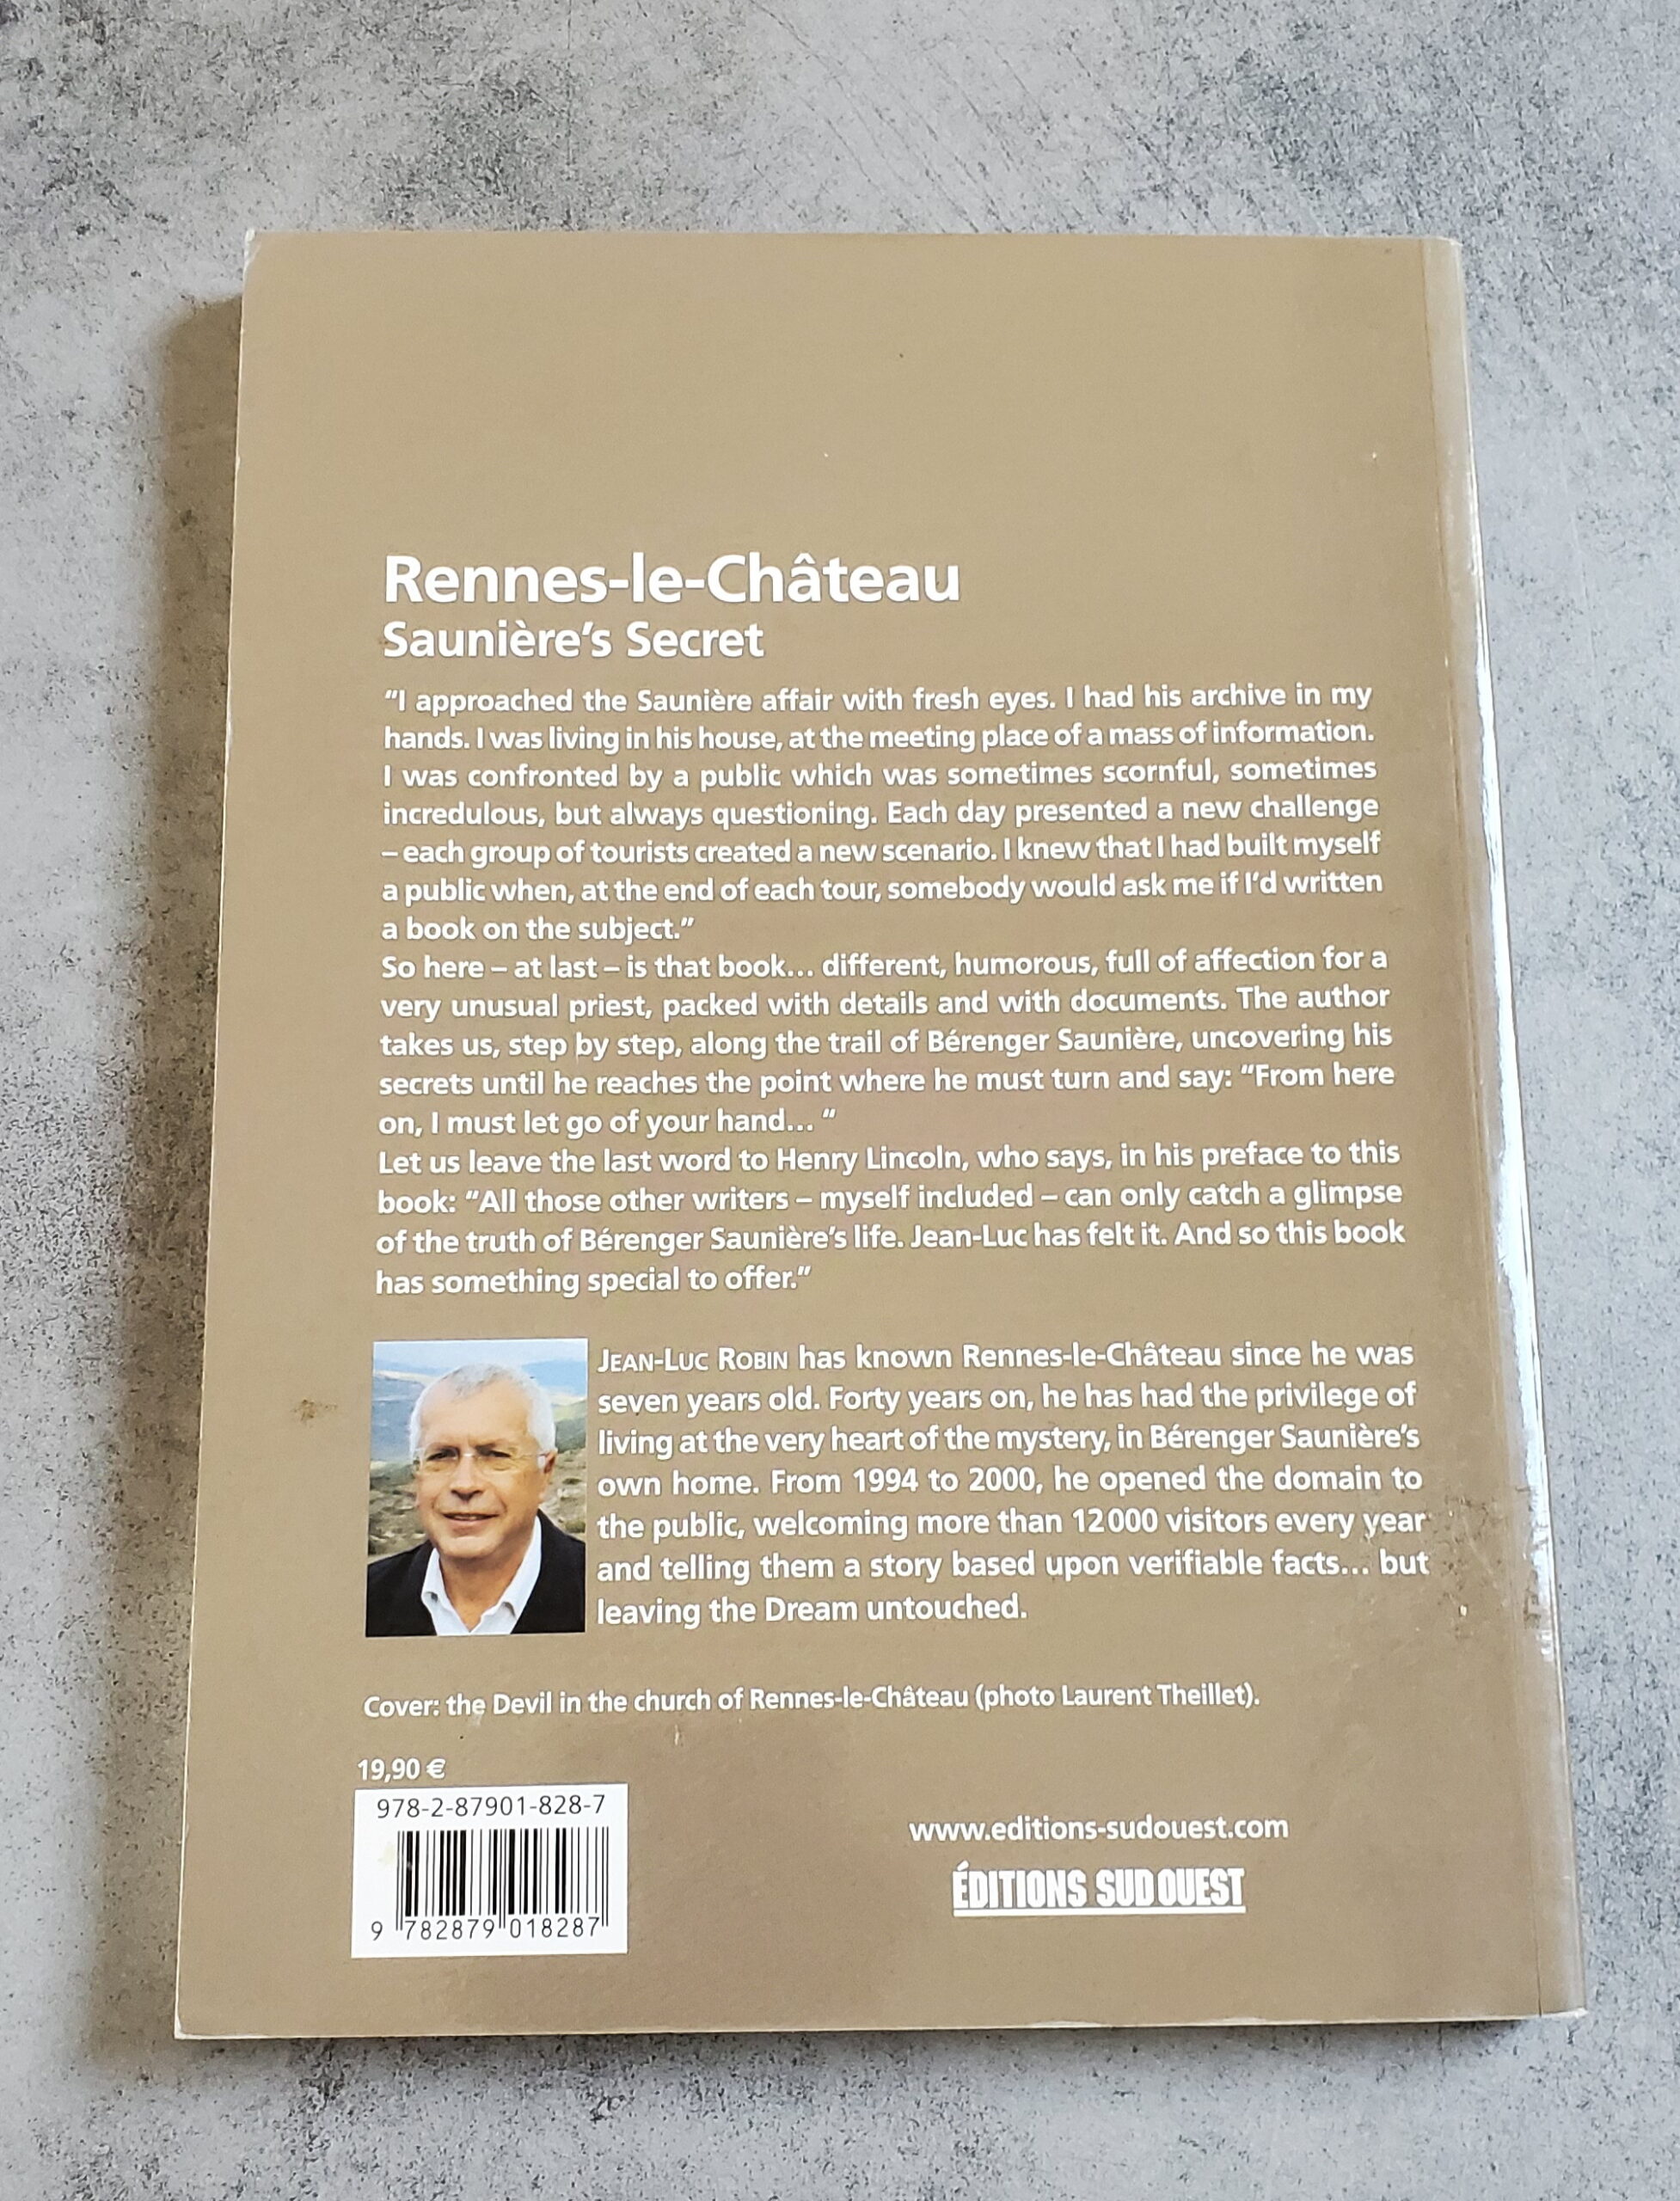 Rennes-le-Château
Saunière’s Secret
“I approached the Saunière affair with fresh eyes. I had his archive in my
hands. I was living in his house, at the meeting place of a mass of information.
I was confronted by a public which was sometimes scornful, sometimes
incredulous, but always questioning. Each day presented a new challenge
– each group of tourists created a new scenario. I knew that I had built myself
a public when, at the end of each tour, somebody would ask me if I‘d written
a book on the subject.”
So here – at last – is that book… different, humorous, full of affection for a
very unusual priest, packed with details and with documents. The author
takes us, step by step, along the trail of Bérenger Saunière, uncovering his
secrets until he reaches the point where he must turn and say: “From here
on, I must let go of your hand… “
Let us leave the last word to Henry Lincoln, who says, in his preface to this
book: “All those other writers – myself included – can only catch a glimpse
of the truth of Bérenger Saunière’s life. Jean-Luc has felt it. And so this book
has something special to offer.”
JEAN-LUC ROBIN has known Rennes-le-Château since he was
seven years old. Forty years on, he has had the privilege of
living at the very heart of the mystery, in Bérenger Saunière’s
own home. From 1994 to 2000, he opened the domain to
the public, welcoming more than 12 000 visitors every year
and telling them a story based upon verifiable facts… but
leaving the Dream untouched.
Cover: the Devil in the church of Rennes-le-Château (photo Laurent Theillet).
19,90 €
978-2-87901-828-7
9 782879 018287
www.editions-sudouest.com
ÉDITIONS SUD OUEST